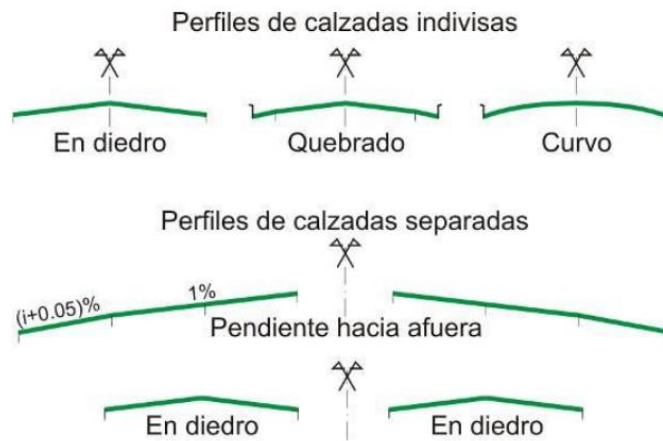 Perfiles de calzadas indivisas
En diedro
Quebrado
Curvo
Perfiles de calzadas separadas
(i+0.05)%
1%
Pendiente hacia afuera
En diedro
En diedro